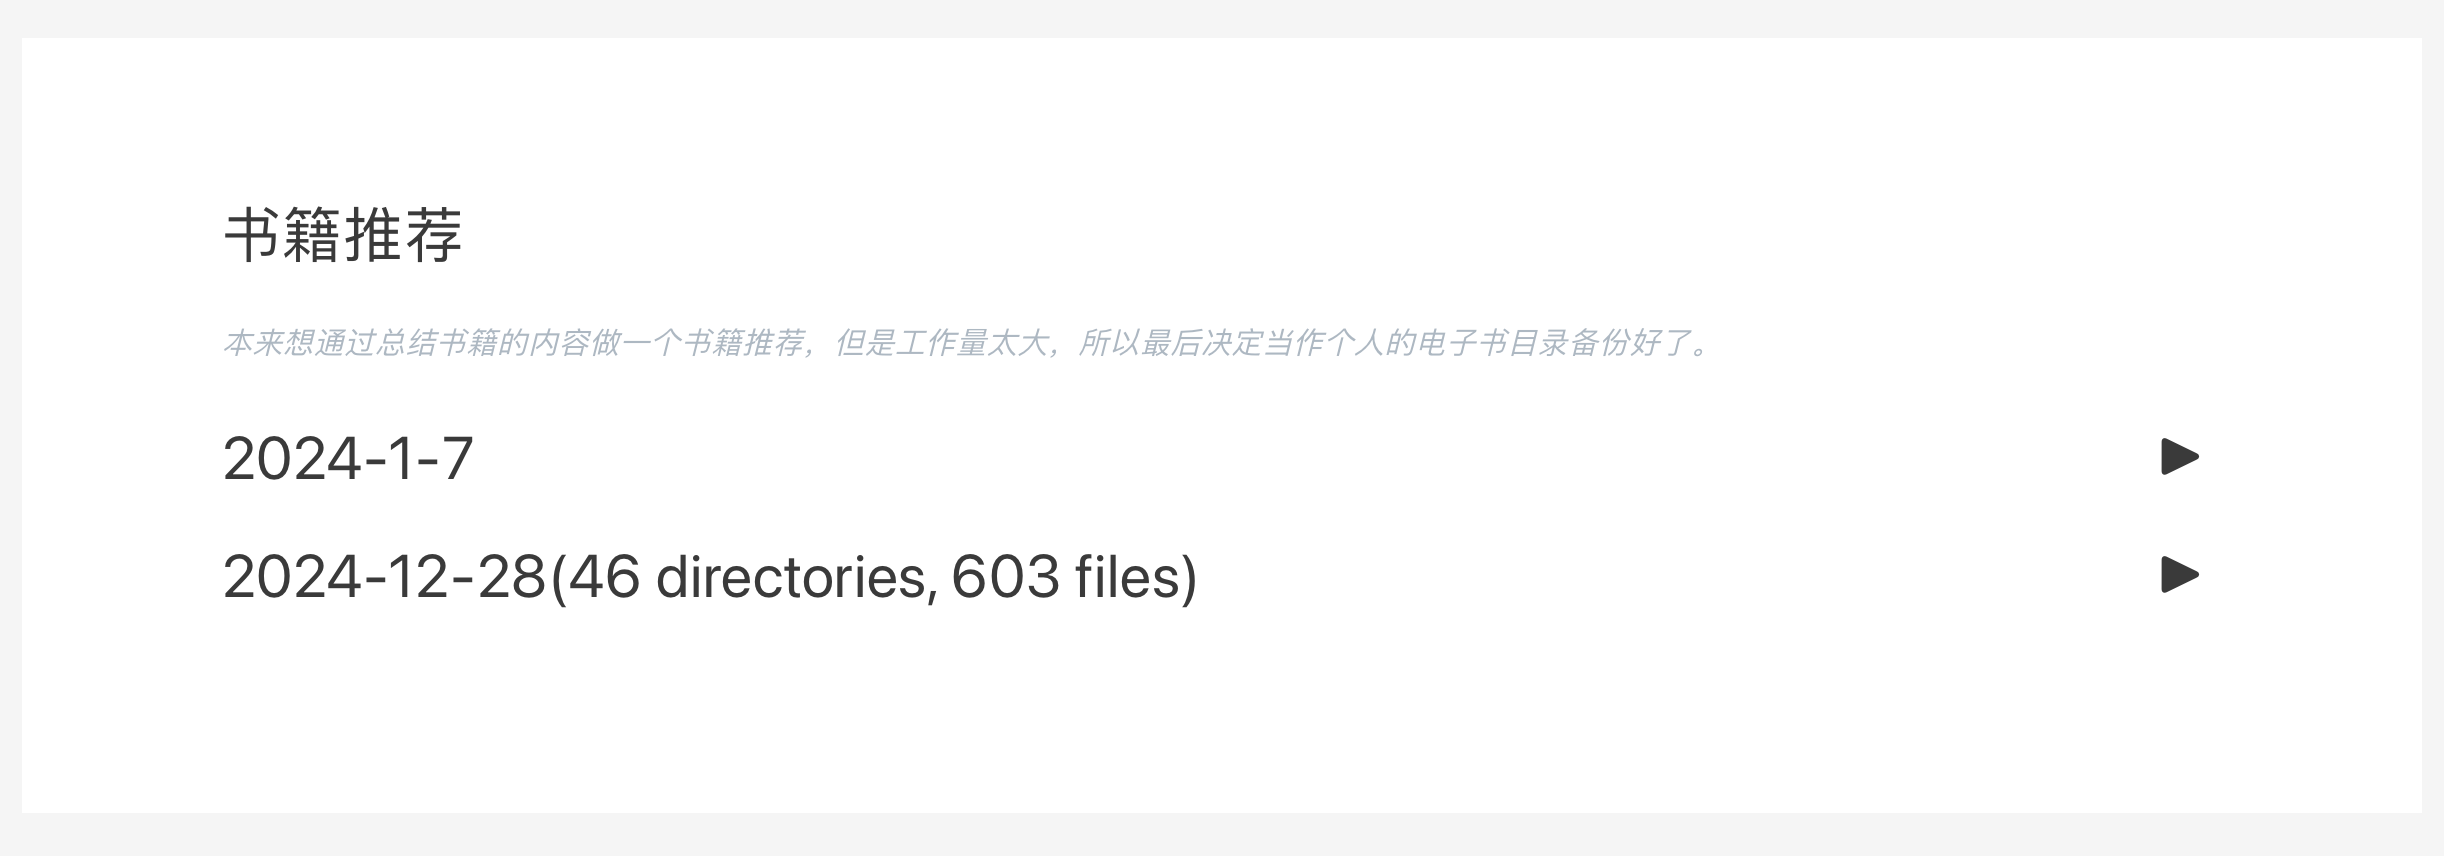 书籍推荐
本来想通过总结书籍的内容做一个书籍推荐，但是工作量太大，所以最后决定当作个人的电子书目录备份好了。
2024-1-7
2024-12-28(46 directories, 603 files)